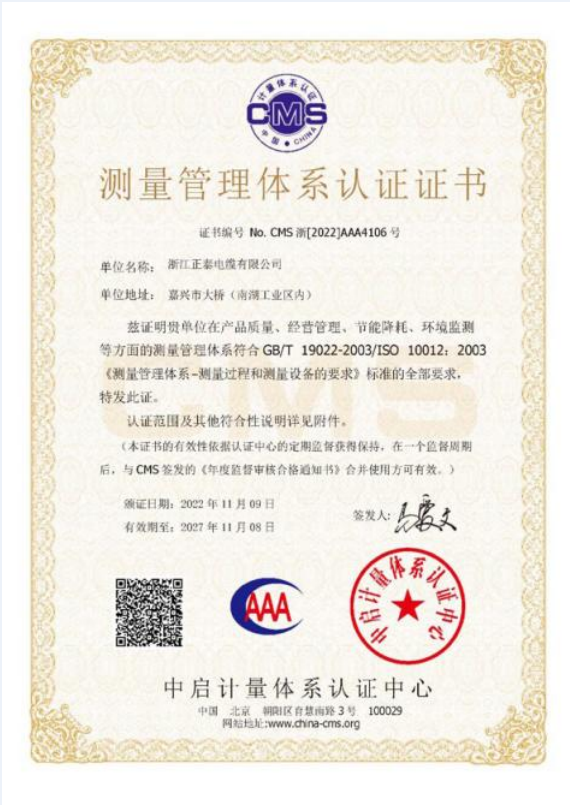 计量体系认证
CMS
中国 CHINA
测量管理体系认证证书
证书编号 No. CMS 浙[2022]AAA4106 号
单位名称： 浙江正泰电缆有限公司
单位地址： 嘉兴市大桥（南湖工业区内）
兹证明贵单位在产品质量、经营管理、节能降耗、环境监测
等方面的测量管理体系符合 GB/T 19022-2003/ISO 10012：2003
《测量管理体系-测量过程和测量设备的要求》标准的全部要求，
特发此证。
认证范围及其他符合性说明详见附件。
（本证书的有效性依据认证中心的定期监督获得保持，在一个监督周期
后，与 CMS 签发的《年度监督审核合格通知书》合并使用方可有效。）
颁证日期：2022 年 11 月 09 日
有效期至：2027 年 11 月 08 日
签发人:
CAAA
中启计量体系认证中心
中启计量体系认证中心
中国 北京 朝阳区育慧南路 3 号 100029
网站地址:www.china-cms.org